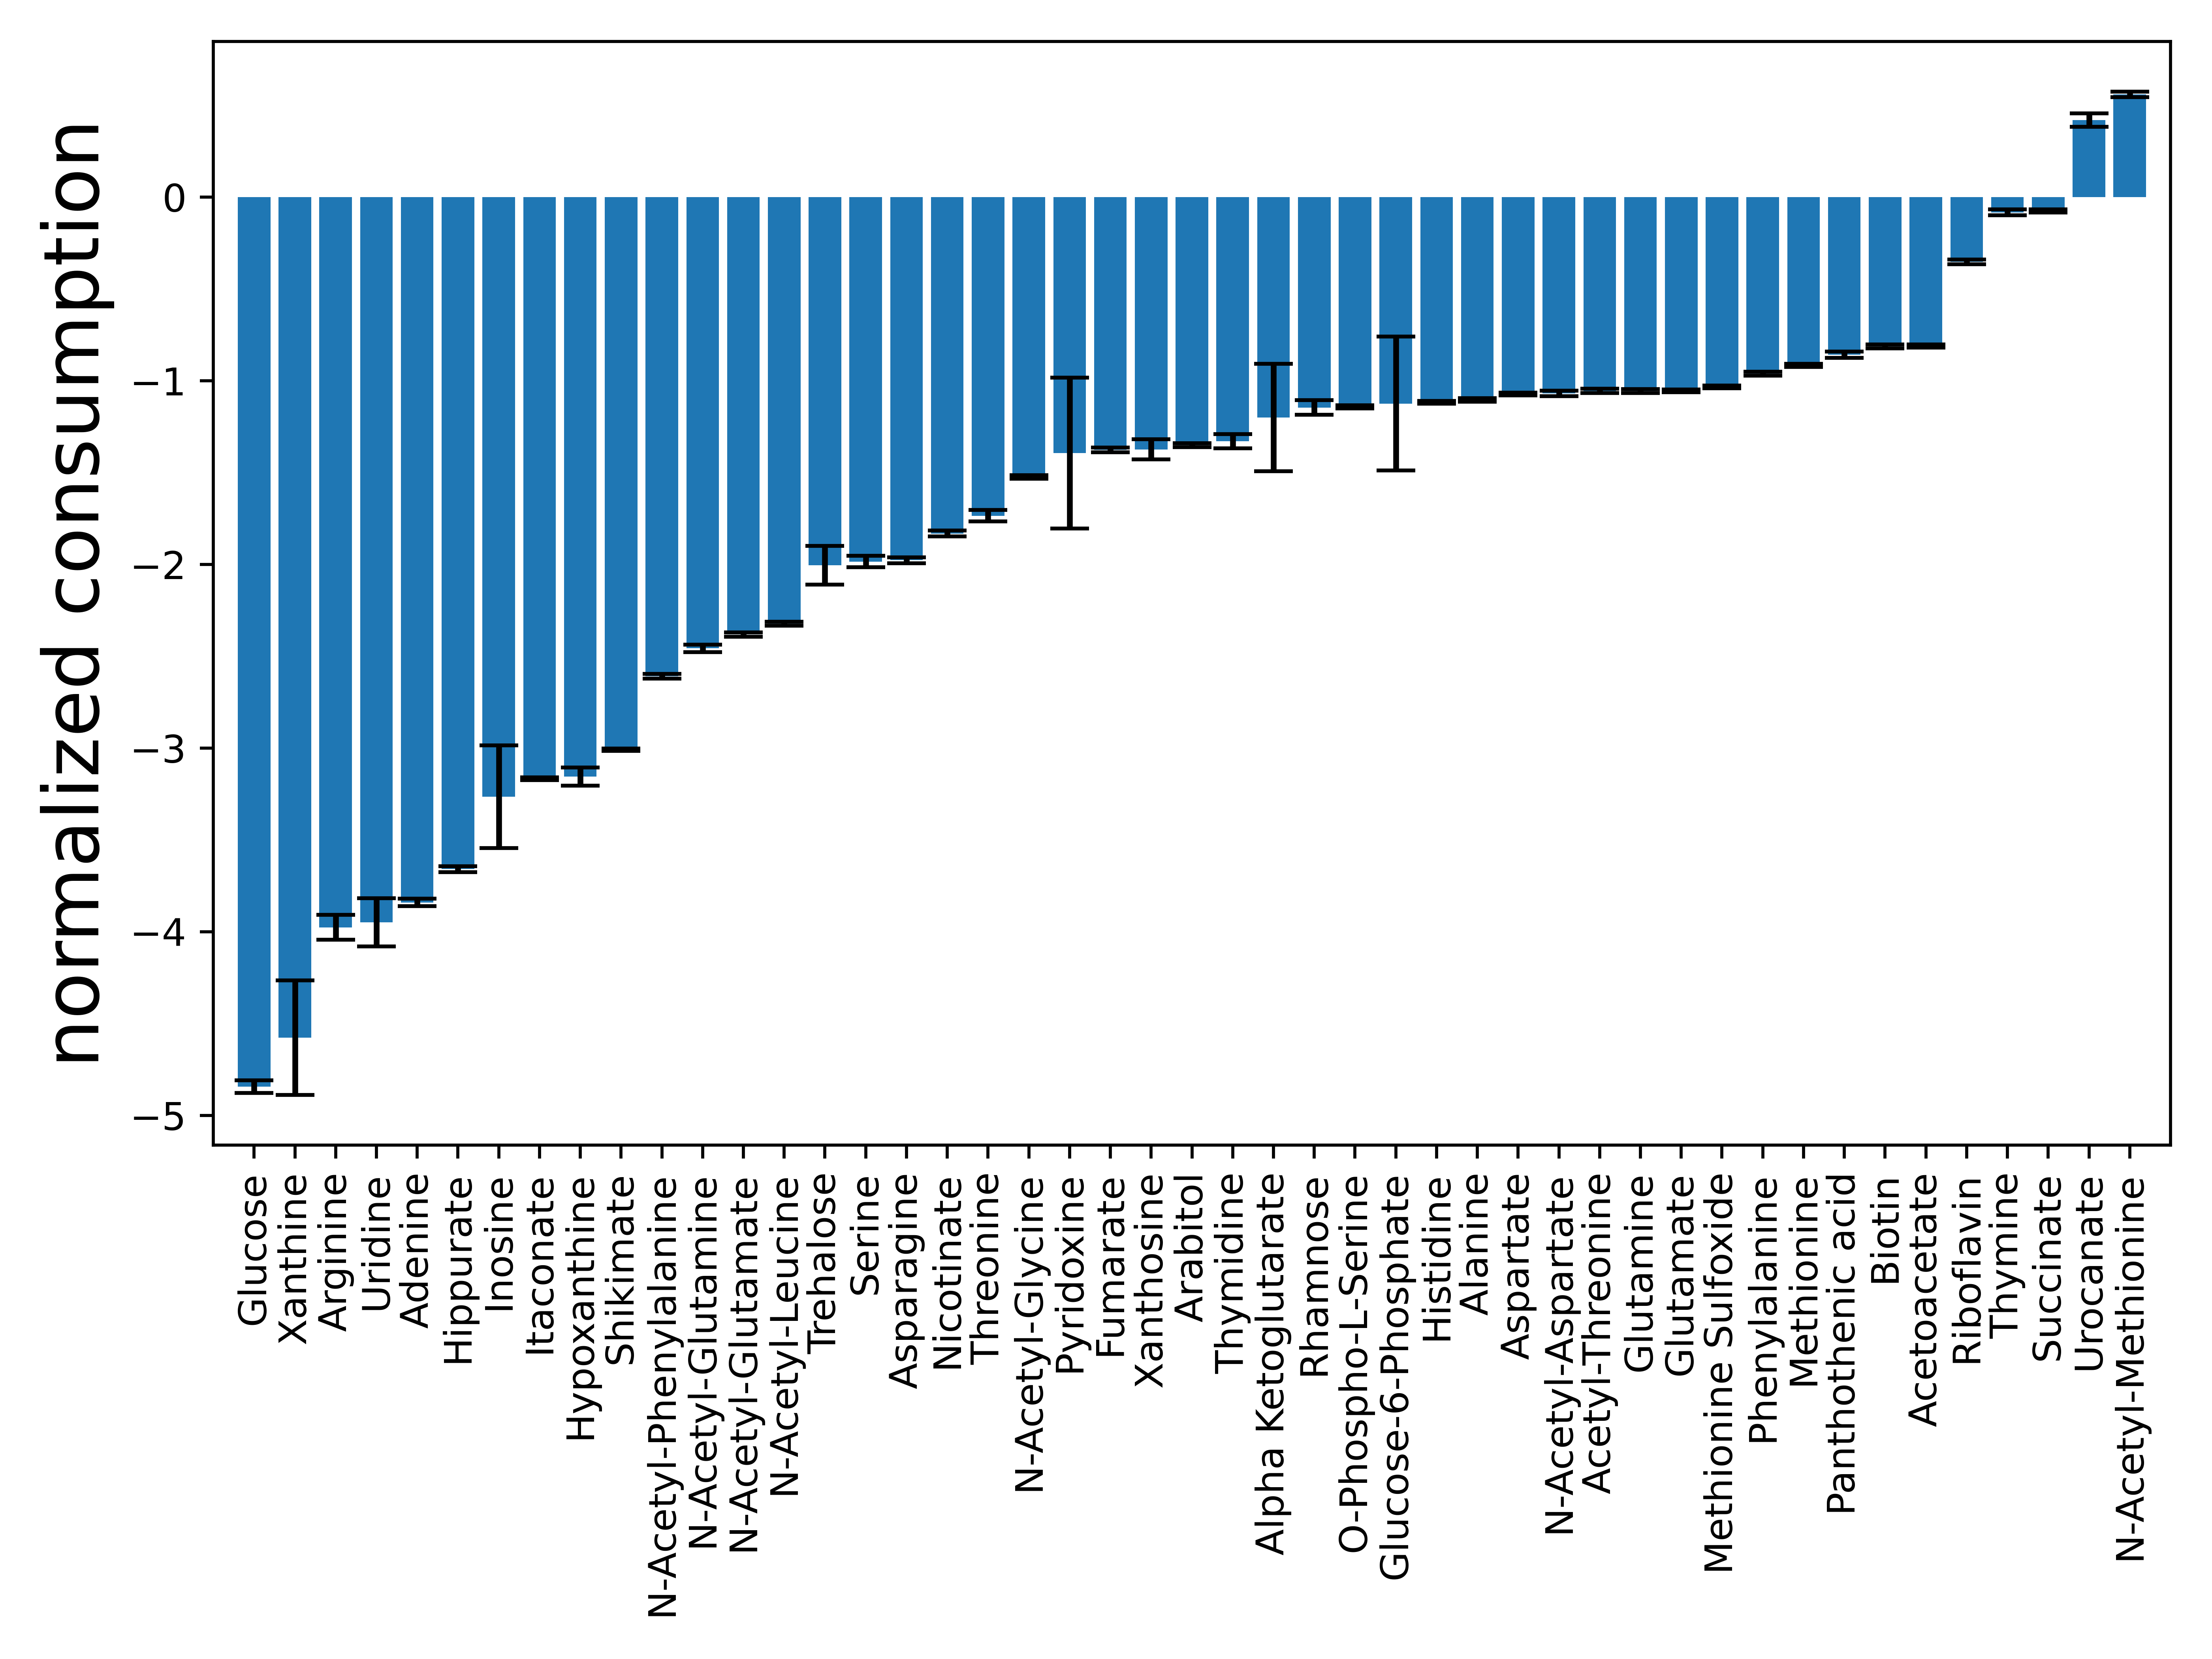 normalized consumption
0
−1
−2
−3
−4
−5
Glucose
Xanthine
Arginine
Uridine
Adenine
Hippurate
Inosine
Itaconate
Hypoxanthine
Shikimate
N-Acetyl-Phenylalanine
N-Acetyl-Glutamine
N-Acetyl-Glutamate
N-Acetyl-Leucine
Trehalose
Serine
Asparagine
Nicotinate
Threonine
N-Acetyl-Glycine
Pyridoxine
Fumarate
Xanthosine
Arabitol
Thymidine
Alpha Ketoglutarate
Rhamnose
O-Phospho-L-Serine
Glucose-6-Phosphate
Histidine
Alanine
Aspartate
N-Acetyl-Aspartate
Acetyl-Threonine
Glutamine
Glutamate
Methionine Sulfoxide
Phenylalanine
Methionine
Panthothenic acid
Biotin
Acetoacetate
Riboflavin
Thymine
Succinate
Urocanate
N-Acetyl-Methionine